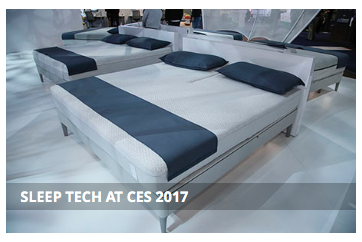 SLEEP TECH AT CES 2017